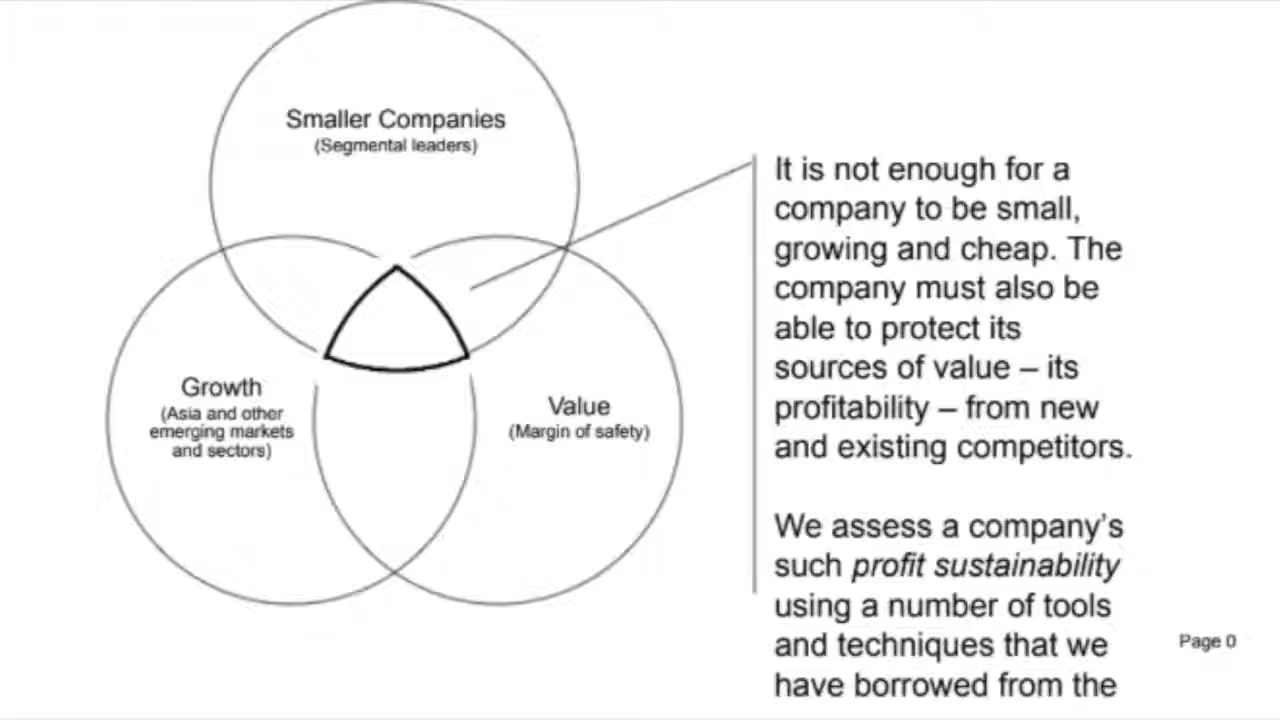 Smaller Companies
(Segmental leaders)
Growth
(Asia and other
emerging markets
and sectors)
Value
(Margin of safety)
It is not enough for a
company to be small,
growing and cheap. The
company must also be
able to protect its
sources of value – its
profitability – from new
and existing competitors.
We assess a company’s
such profit sustainability
using a number of tools
and techniques that we
have borrowed from the
Page 0